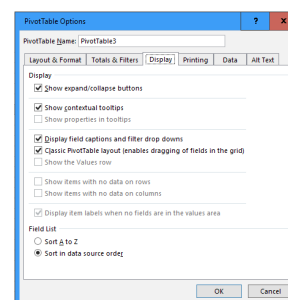 PivotTable Options ? x
PivotTable Name: PivotTable3
Layout & Format Totals & Filters Display Printing Data Alt Text
Display
Show expand/collapse buttons
Show contextual tooltips
Show properties in tooltips
Display field captions and filter drop downs
Classic PivotTable layout (enables dragging of fields in the grid)
Show the Values row
Show items with no data on rows
Show items with no data on columns
Display item labels when no fields are in the values area
Field List
Sort A to Z
Sort in data source order
OK Cancel